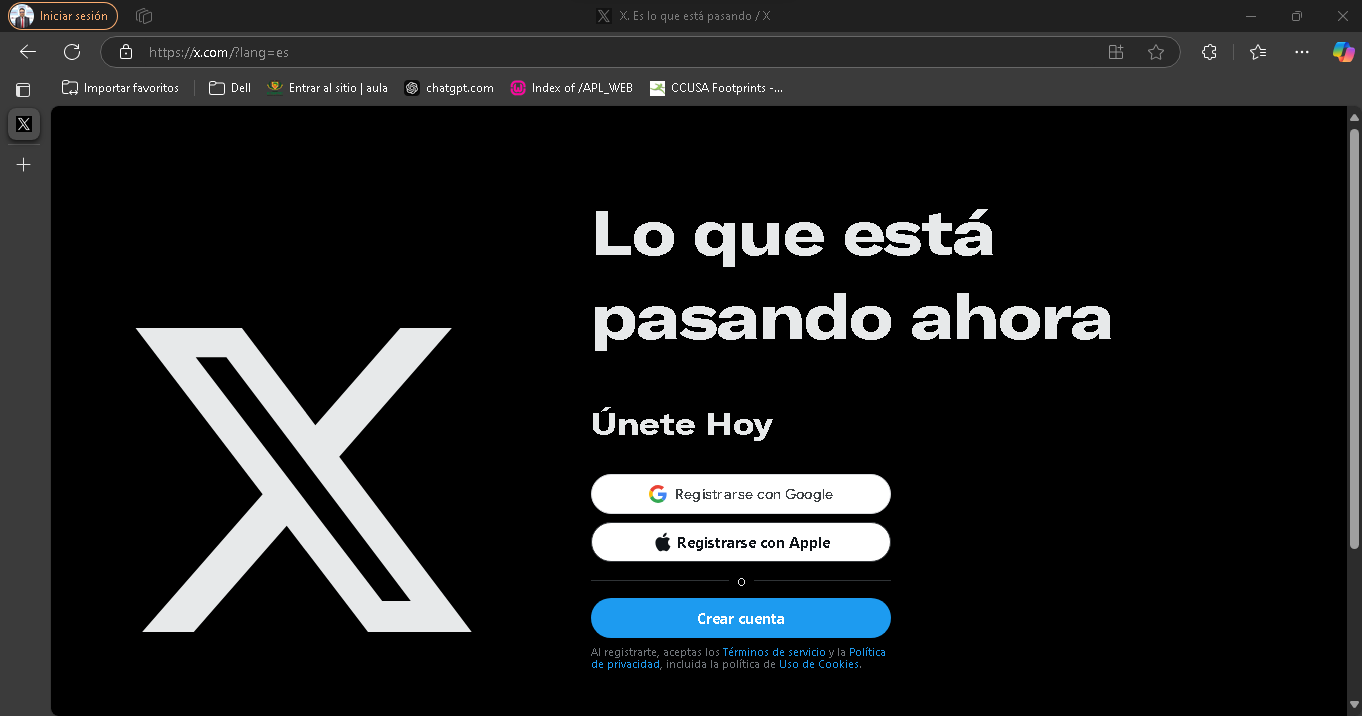 Iniciar sesión
X. Es lo que está pasando / X
https://x.com/?lang=es
Importar favoritos
Dell
Entrar al sitio | aula
chatgpt.com
Index of /APL_WEB
CCUSA Footprints -...
Lo que está
pasando ahora
Únete Hoy
Registrarse con Google
Registrarse con Apple
o
Crear cuenta
Al registrarte, aceptas los Términos de servicio y la Política
de privacidad, incluida la política de Uso de Cookies.